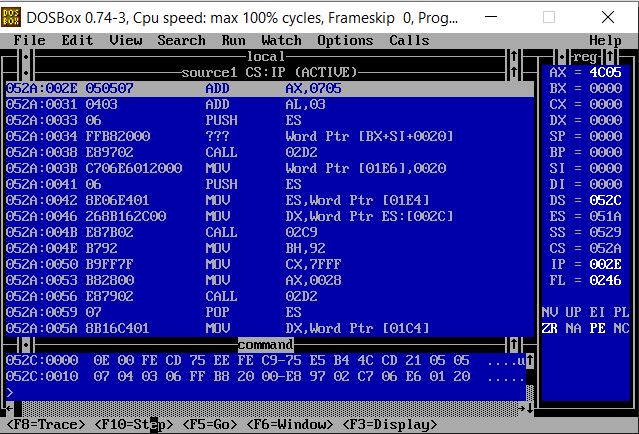 DOSBox 0.74-3, Cpu speed: max 100% cycles, Frameskip 0, Prog...
File Edit View Search Run Watch Options Calls Help
local
source1 CS:IP (ACTIVE)
052A:002E 050507 ADD AX,0705
052A:0031 0403 ADD AL,03
052A:0033 06 PUSH ES
052A:0034 FFB82000 ??? Word Ptr [BX+SI+0020]
052A:0038 E89702 CALL 02D2
052A:003B C706E6012000 MOV Word Ptr [01E6],0020
052A:0041 06 PUSH ES
052A:0042 8E06E401 MOV ES,Word Ptr [01E4]
052A:0046 268B162C00 MOV DX,Word Ptr ES:[002C]
052A:004B E87B02 CALL 02C9
052A:004E B792 MOV BH,92
052A:0050 B9FF7F MOV CX,7FFF
052A:0053 B82800 MOV AX,0028
052A:0056 E87902 CALL 02D2
052A:0059 07 POP ES
052A:005A 8B16C401 MOV DX,Word Ptr [01C4]
reg
AX = 4C05
BX = 0000
CX = 0000
DX = 0000
SP = 0000
BP = 0000
SI = 0000
DI = 0000
DS = 052C
ES = 051A
SS = 0529
CS = 052A
IP = 002E
FL = 0246
NV UP EI PL
ZR NA PE NC
command
052C:0000 0E 00 FE CD 75 EE FE C9-75 E5 B4 4C CD 21 05 05 .....u
052C:0010 07 04 03 06 FF B8 20 00-E8 97 02 C7 06 E6 01 20 ......
>
<F8=Trace> <F10=Step> <F5=Go> <F6=Window> <F3=Display>